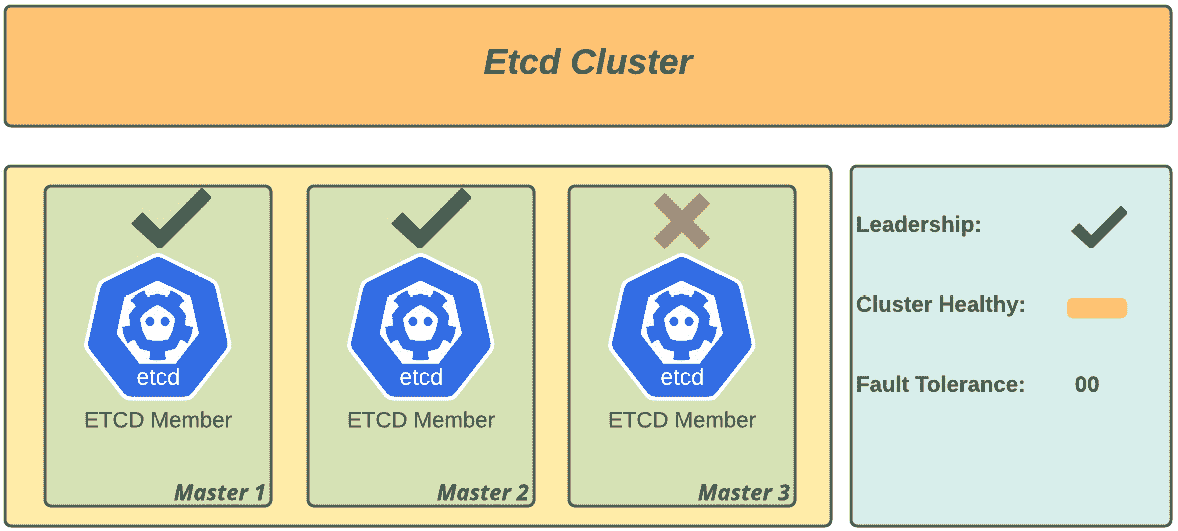 Etcd Cluster
etcd
ETCD Member
Master 1
etcd
ETCD Member
Master 2
etcd
ETCD Member
Master 3
Leadership:
Cluster Healthy:
Fault Tolerance: 00